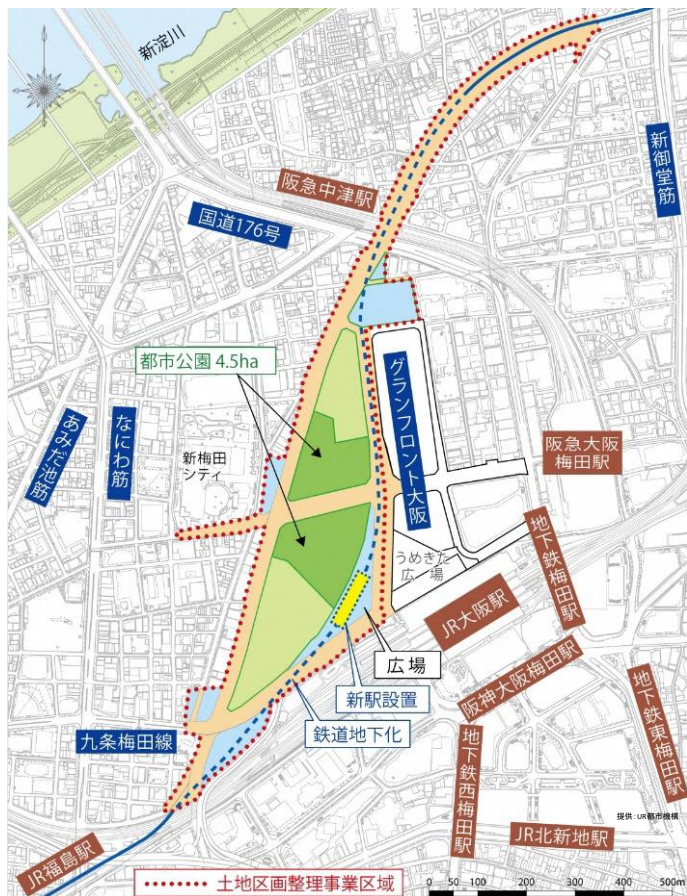 新淀川
阪急中津駅
新御堂筋
国道176号
都市公園 4.5ha
グランフロント大阪
あみだ池筋
なにわ筋
新梅田
シティ
阪急大阪
梅田駅
うめきた
広場
地下鉄梅田駅
JR大阪駅
広場
阪神大阪梅田駅
新駅設置
地下鉄東梅田駅
九条梅田線
鉄道地下化
地下鉄西梅田駅
提供：UR都市機構
JR北新地駅
JR福島駅
土地区画整理事業区域
0 50 100 200 300 400 500m